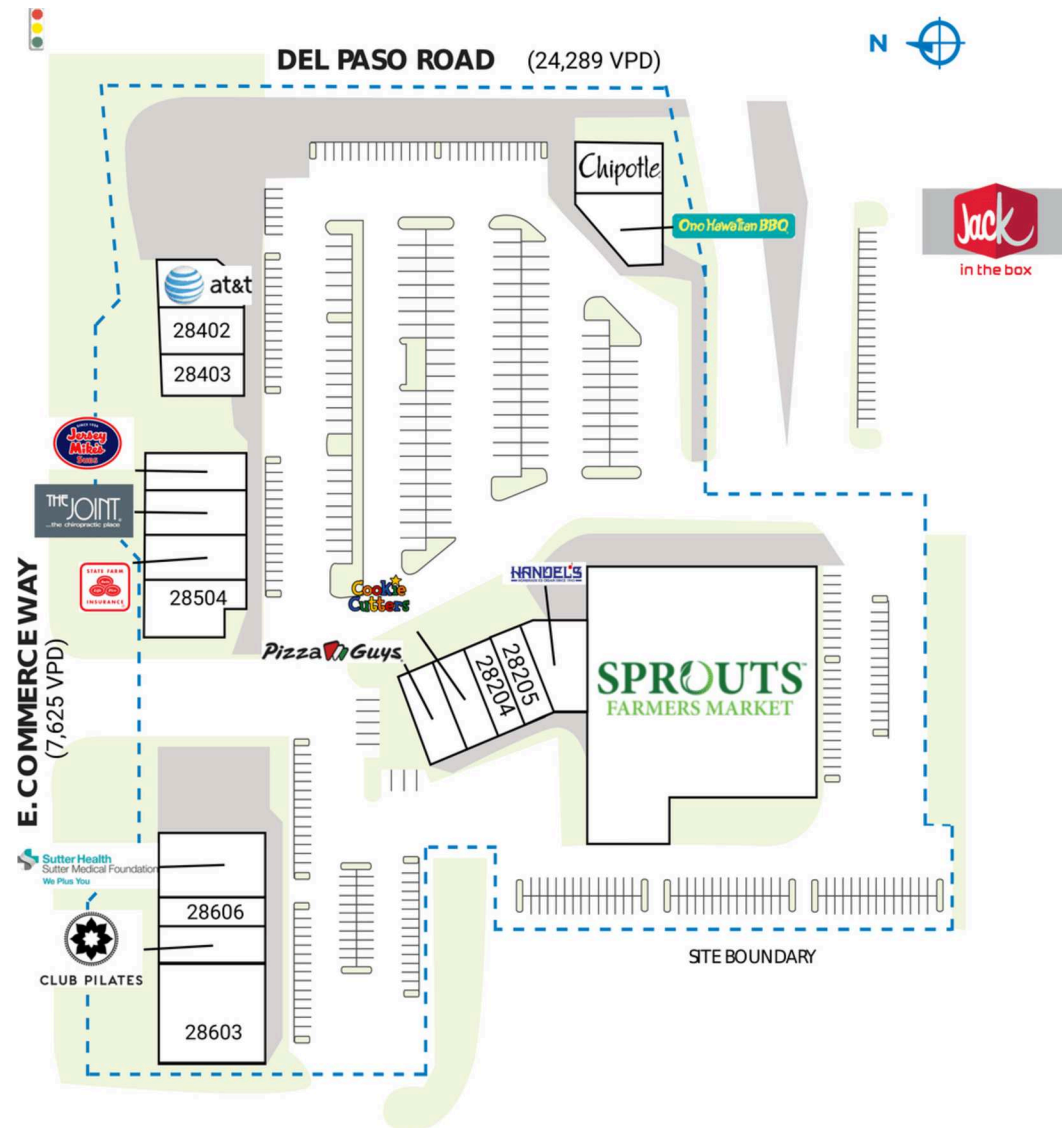 DEL PASO ROAD (24,289 VPD)
N
Chipotle
Ono Hawaiian BBQ
Jack
in the box
at&t
28402
28403
SINCE 1956
Jersey
Mike's
SUBS
THE JOINT
...the chiropractic place
STATE FARM
INSURANCE
28504
E. COMMERCE WAY
(7,625 VPD)
Cookie
Cutters
HANDEL'S
Pizza Guys
28204
28205
SPROUTS
FARMERS MARKET
Sutter Health
Sutter Medical Foundation
We Plus You
28606
CLUB PILATES
28603
SITE BOUNDARY